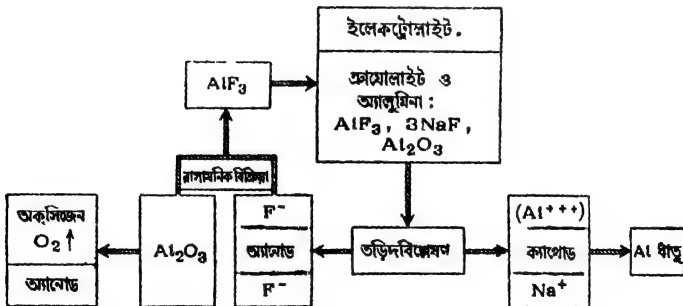 ইলেকট্রোলাইট.
ক্রায়োলাইট ও
অ্যালুমিনা :
AlF₃, 3NaF,
Al₂O₃
AlF₃
রাসায়নিক বিক্রিয়া
অক্‌সিজেন
O₂↑
অ্যানোড
Al₂O₃
F⁻
অ্যানোড
F⁻
তড়িদবিশ্লেষণ
(Al⁺⁺⁺)
ক্যাথোড
Na⁺
Al ধাতু